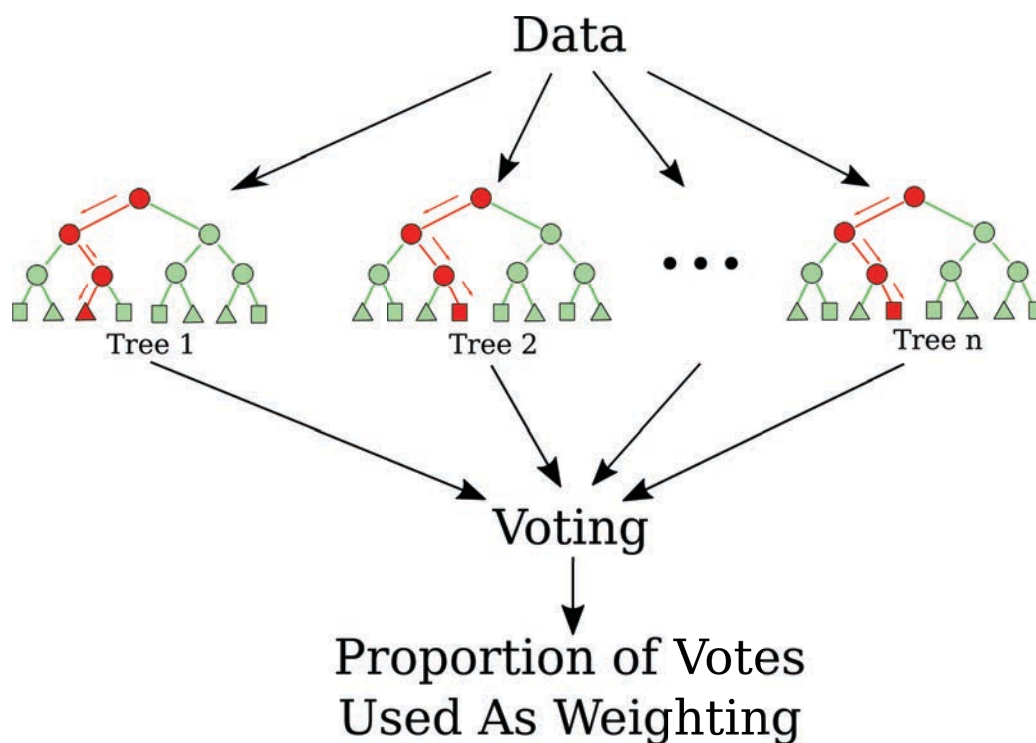 Data
Tree 1
Tree 2
Tree n
Voting
Proportion of Votes
Used As Weighting